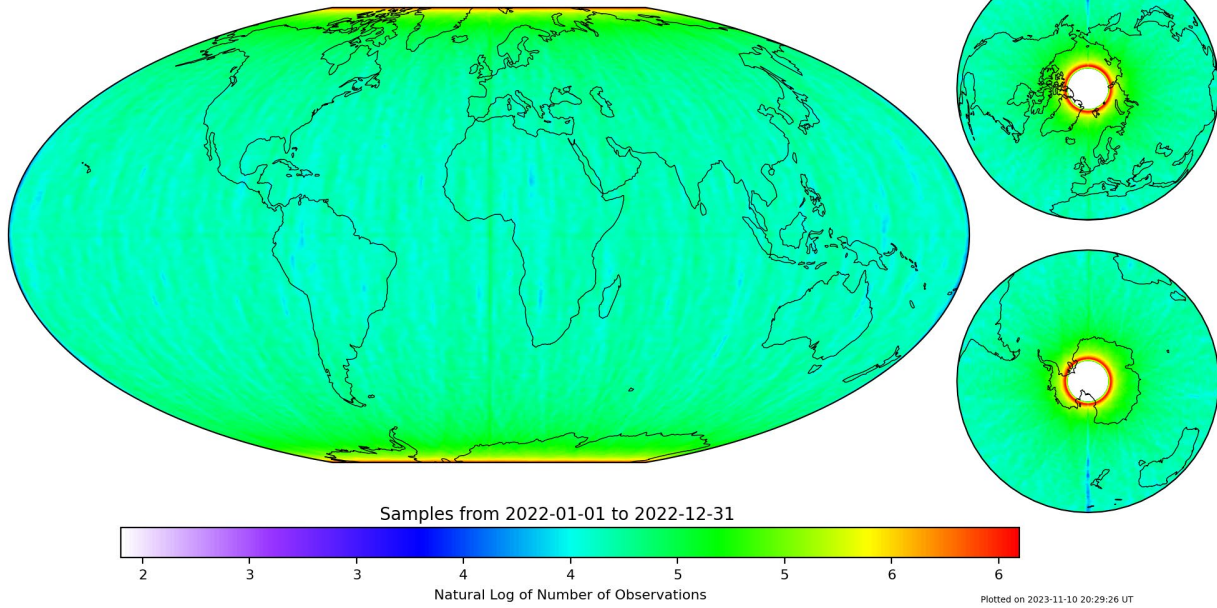 Samples from 2022-01-01 to 2022-12-31
2 3 3 4 4 5 5 6 6
Natural Log of Number of Observations
Plotted on 2023-11-10 20:29:26 UT